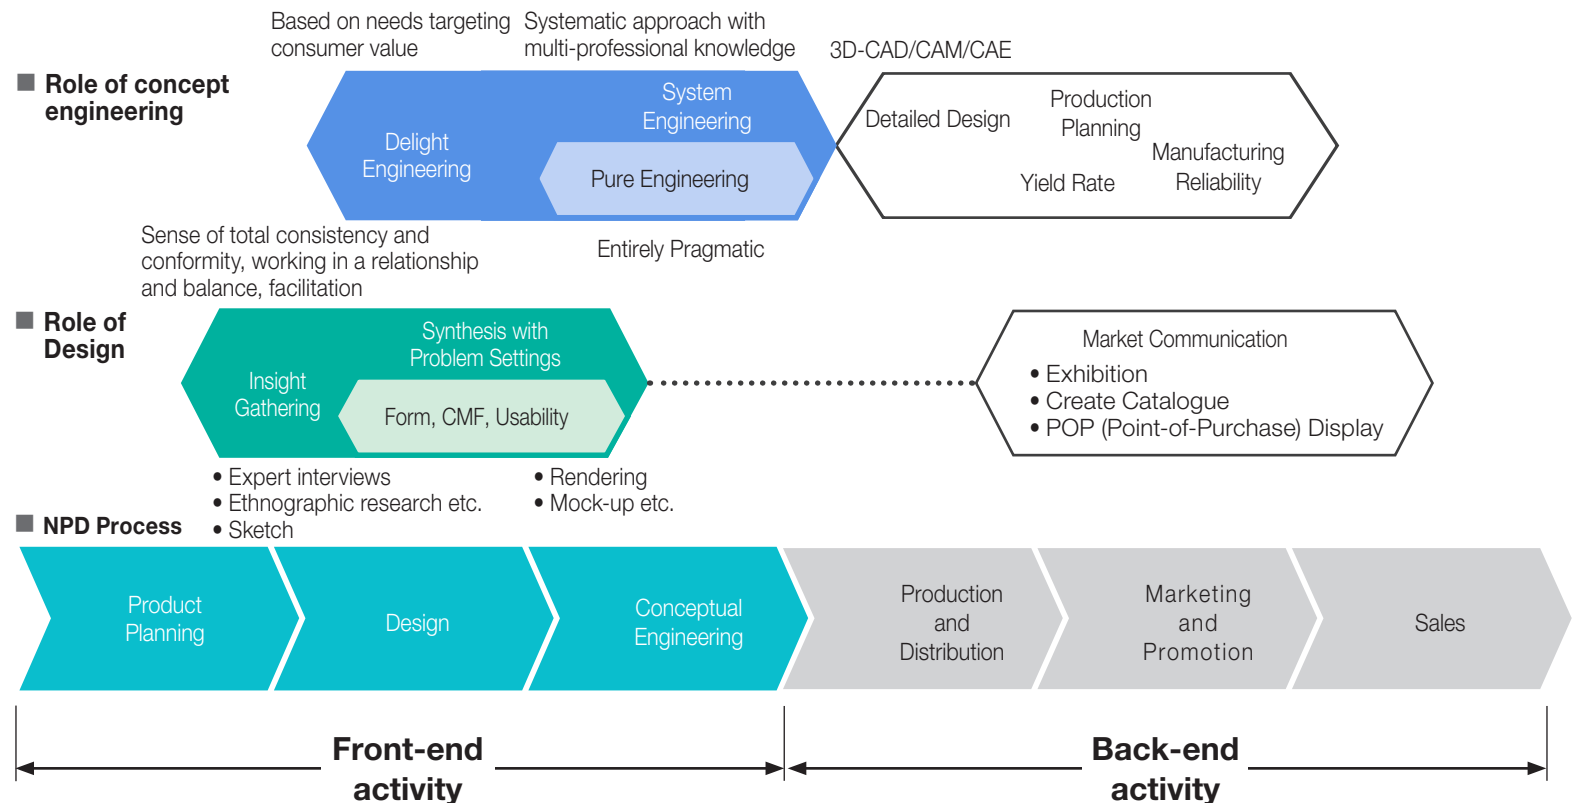 Based on needs targeting
consumer value
Systematic approach with
multi-professional knowledge
3D-CAD/CAM/CAE
Role of concept
engineering
Delight
Engineering
System
Engineering
Pure Engineering
Detailed Design
Production
Planning
Manufacturing
Reliability
Yield Rate
Entirely Pragmatic
Sense of total consistency and
conformity, working in a relationship
and balance, facilitation
Role of
Design
Insight
Gathering
Synthesis with
Problem Settings
Form, CMF, Usability
Market Communication
• Exhibition
• Create Catalogue
• POP (Point-of-Purchase) Display
• Expert interviews
• Ethnographic research etc.
• Sketch
• Rendering
• Mock-up etc.
NPD Process
Product
Planning
Design
Conceptual
Engineering
Production
and
Distribution
Marketing
and
Promotion
Sales
Front-end
activity
Back-end
activity